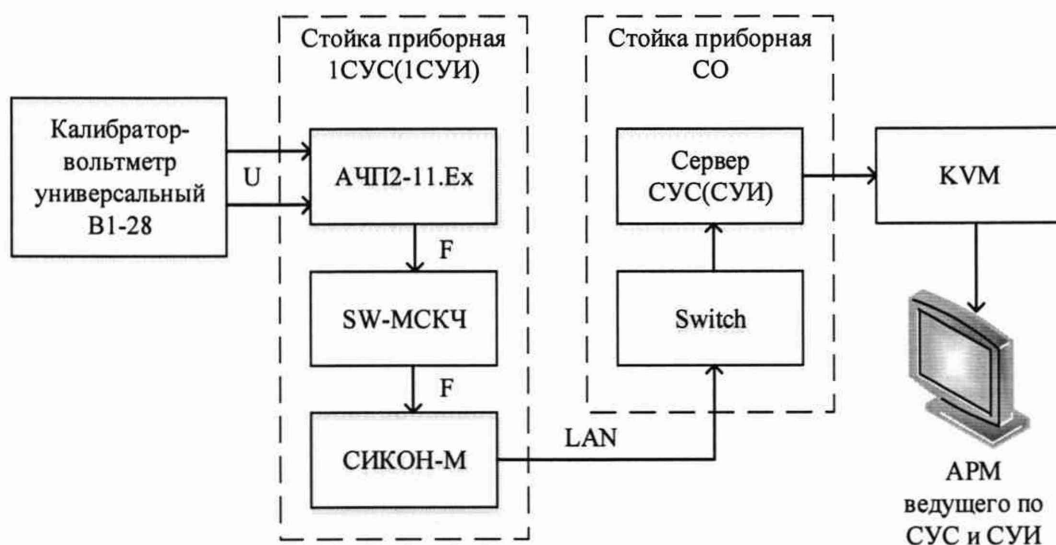 Стойка приборная
1СУС(1СУИ)
Стойка приборная
СО
Калибратор-
вольтметр
универсальный
В1-28
U
АЧП2-11.Ex
F
SW-МСКЧ
F
СИКОН-М
LAN
Сервер
СУС(СУИ)
Switch
KVM
АРМ
ведущего по
СУС и СУИ